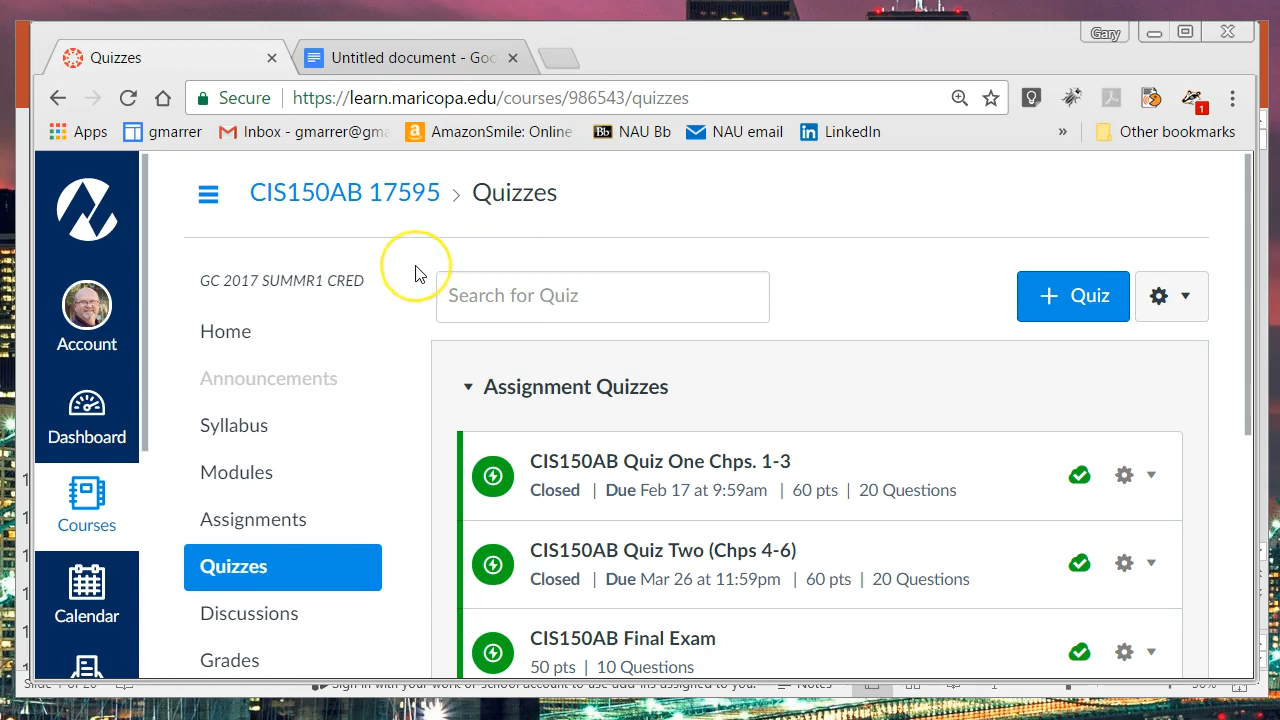 Gary
Quizzes
Untitled document - Goo
Secure | https://learn.maricopa.edu/courses/986543/quizzes
1
Apps
gmarrer
Inbox - gmarrer@gma
AmazonSmile: Online
Bb NAU Bb
NAU email
in LinkedIn
»
Other bookmarks
CIS150AB 17595 > Quizzes
GC 2017 SUMMR1 CRED
Search for Quiz
+ Quiz
Account
Home
Announcements
Dashboard
Syllabus
Modules
Courses
Assignments
Quizzes
Calendar
Discussions
Grades
Assignment Quizzes
CIS150AB Quiz One Chps. 1-3
Closed | Due Feb 17 at 9:59am | 60 pts | 20 Questions
CIS150AB Quiz Two (Chps 4-6)
Closed | Due Mar 26 at 11:59pm | 60 pts | 20 Questions
CIS150AB Final Exam
50 pts | 10 Questions